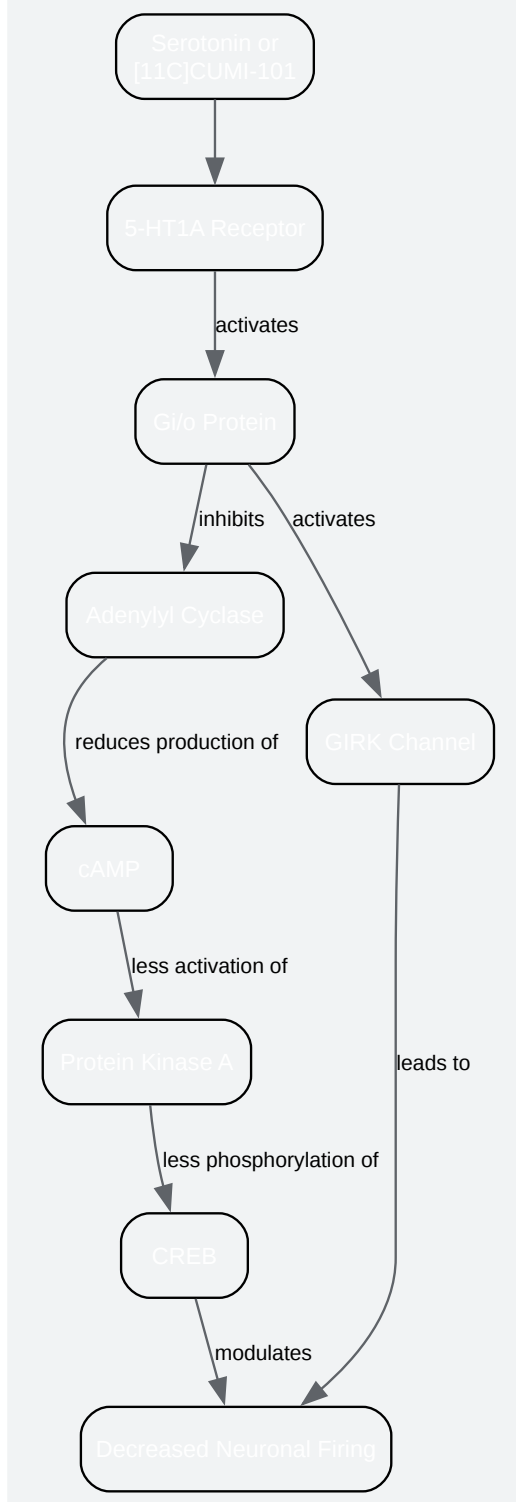 Serotonin or
[11C]CUMI-101
5-HT1A Receptor
activates
Gi/o Protein
inhibits
activates
Adenylyl Cyclase
reduces production of
GIRK Channel
cAMP
less activation of
Protein Kinase A
leads to
less phosphorylation of
CREB
modulates
Decreased Neuronal Firing